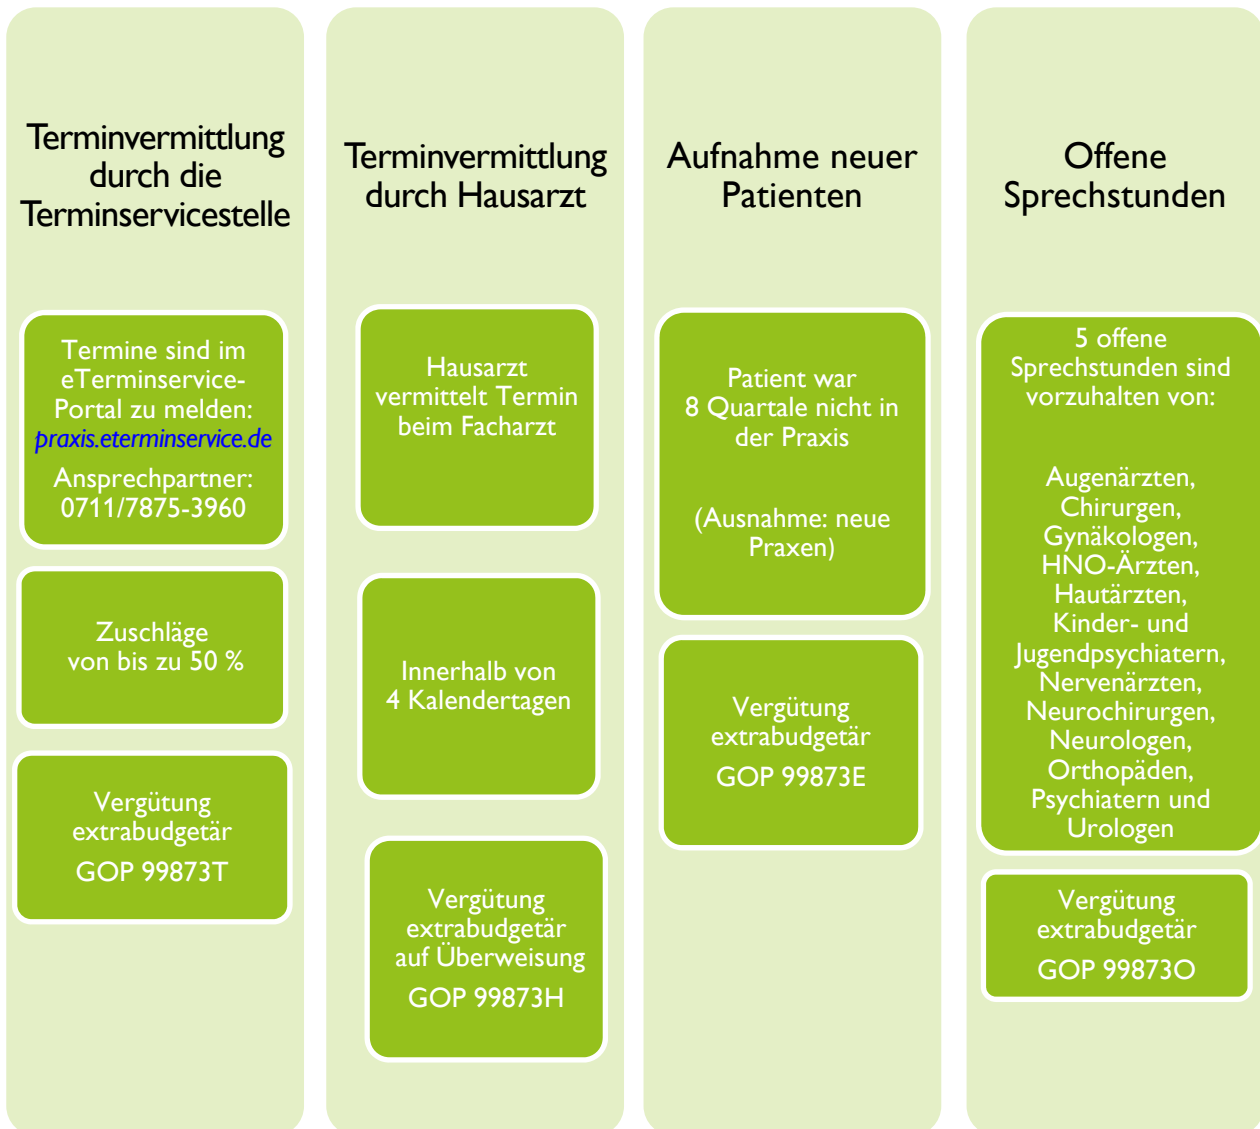 Terminvermittlung
durch die
Terminservicestelle
Termine sind im
eTerminservice-
Portal zu melden:
praxis.eterminservice.de
Ansprechpartner:
0711/7875-3960
Zuschläge
von bis zu 50 %
Vergütung
extrabudgetär
GOP 99873T
Terminvermittlung
durch Hausarzt
Hausarzt
vermittelt Termin
beim Facharzt
Innerhalb von
4 Kalendertagen
Vergütung
extrabudgetär
auf Überweisung
GOP 99873H
Aufnahme neuer
Patienten
Patient war
8 Quartale nicht in
der Praxis
(Ausnahme: neue
Praxen)
Vergütung
extrabudgetär
GOP 99873E
Offene
Sprechstunden
5 offene
Sprechstunden sind
vorzuhalten von:
Augenärzten,
Chirurgen,
Gynäkologen,
HNO-Ärzten,
Hautärzten,
Kinder- und
Jugendpsychiatern,
Nervenärzten,
Neurochirurgen,
Neurologen,
Orthopäden,
Psychiatern und
Urologen
Vergütung
extrabudgetär
GOP 99873O